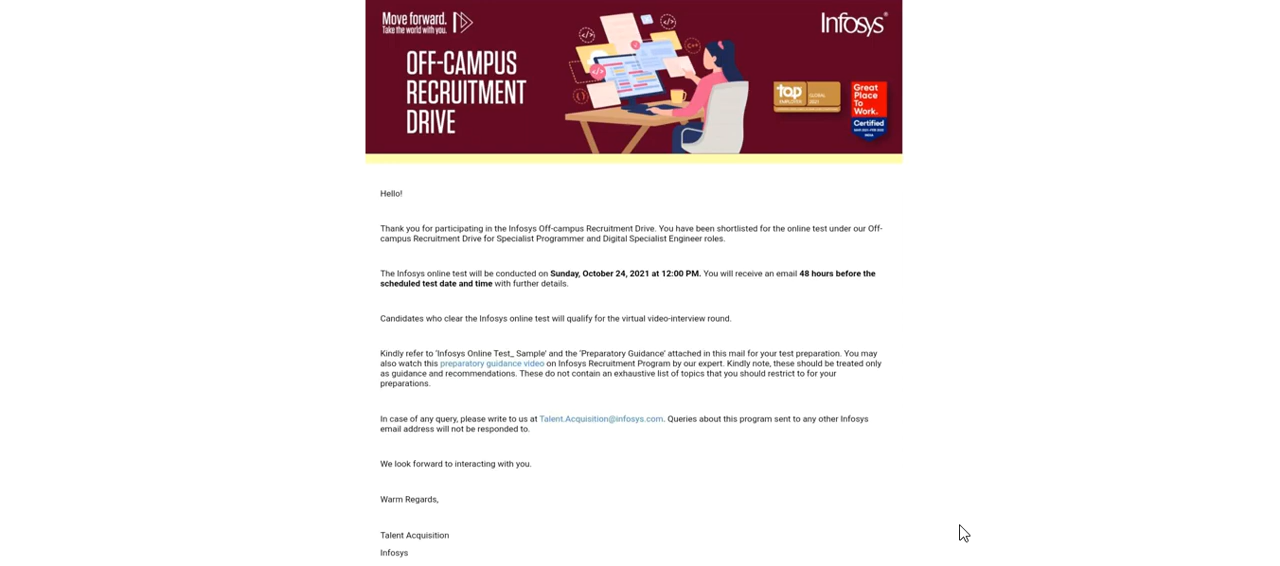 Move forward.
Take the world with you.
Infosys®
OFF-CAMPUS
RECRUITMENT
DRIVE
</>
C++
</>
{}
top
EMPLOYER
GLOBAL
2021
Great
Place
To
Work.
Certified
INDIA
Hello!
Thank you for participating in the Infosys Off-campus Recruitment Drive. You have been shortlisted for the online test under our Off-
campus Recruitment Drive for Specialist Programmer and Digital Specialist Engineer roles.
The Infosys online test will be conducted on Sunday, October 24, 2021 at 12:00 PM. You will receive an email 48 hours before the
scheduled test date and time with further details.
Candidates who clear the Infosys online test will qualify for the virtual video-interview round.
Kindly refer to 'Infosys Online Test_ Sample' and the 'Preparatory Guidance' attached in this mail for your test preparation. You may
also watch this preparatory guidance video on Infosys Recruitment Program by our expert. Kindly note, these should be treated only
as guidance and recommendations. These do not contain an exhaustive list of topics that you should restrict to for your
preparations.
In case of any query, please write to us at Talent.Acquisition@infosys.com. Queries about this program sent to any other Infosys
email address will not be responded to.
We look forward to interacting with you.
Warm Regards,
Talent Acquisition
Infosys